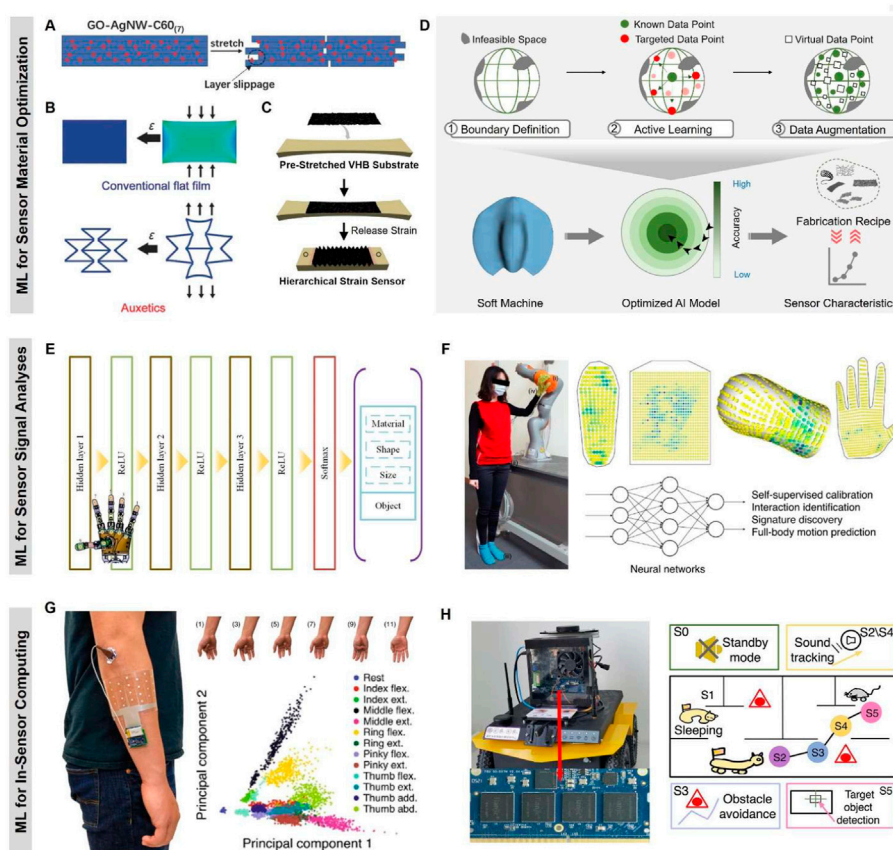 ML for Sensor Material Optimization
A
GO-AgNW-C60(7)
stretch
Layer slippage
B
ε
Conventional flat film
ε
Auxetics
C
Pre-Stretched VHB Substrate
Release Strain
Hierarchical Strain Sensor
D
Known Data Point
Infeasible Space
Targeted Data Point
Virtual Data Point
1 Boundary Definition
2 Active Learning
3 Data Augmentation
High
Accuracy
Low
Fabrication Recipe
Soft Machine
Optimized AI Model
Sensor Characteristic
ML for Sensor Signal Analyses
E
Hidden layer 1
ReLU
Hidden layer 2
ReLU
Hidden layer 3
ReLU
Softmax
Material
Shape
Size
Object
F
Self-supervised calibration
Interaction identification
Signature discovery
Full-body motion prediction
Neural networks
ML for In-Sensor Computing
G
(1)
(3)
(5)
(7)
(9)
(11)
Principal component 2
Principal component 1
Rest
Index flex.
Index ext.
Middle flex.
Middle ext.
Ring flex.
Ring ext.
Pinky flex.
Pinky ext.
Thumb flex.
Thumb ext.
Thumb add.
Thumb abd.
H
S0
Standby
mode
S2\S4
Sound
tracking
S1
Sleeping
S5
S4
S3
S2
S3
Obstacle
avoidance
S5
Target
object
detection